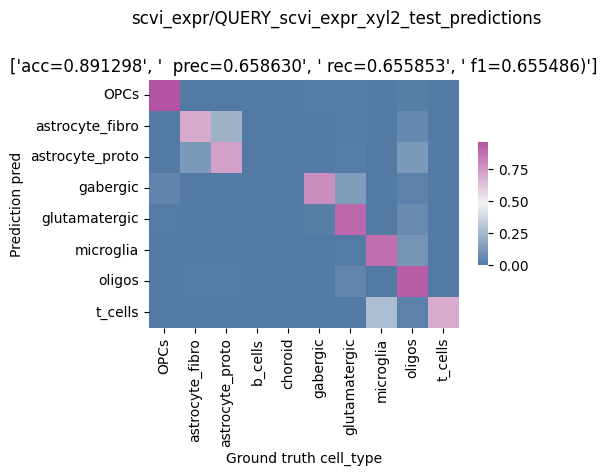 scvi_expr/QUERY_scvi_expr_xyl2_test_predictions
['acc=0.891298', '  prec=0.658630', ' rec=0.655853', ' f1=0.655486)']
OPCs
astrocyte_fibro
astrocyte_proto
gabergic
glutamatergic
microglia
oligos
t_cells
Prediction pred
OPCs
astrocyte_fibro
astrocyte_proto
b_cells
choroid
gabergic
glutamatergic
microglia
oligos
t_cells
Ground truth cell_type
0.75
0.50
0.25
0.00